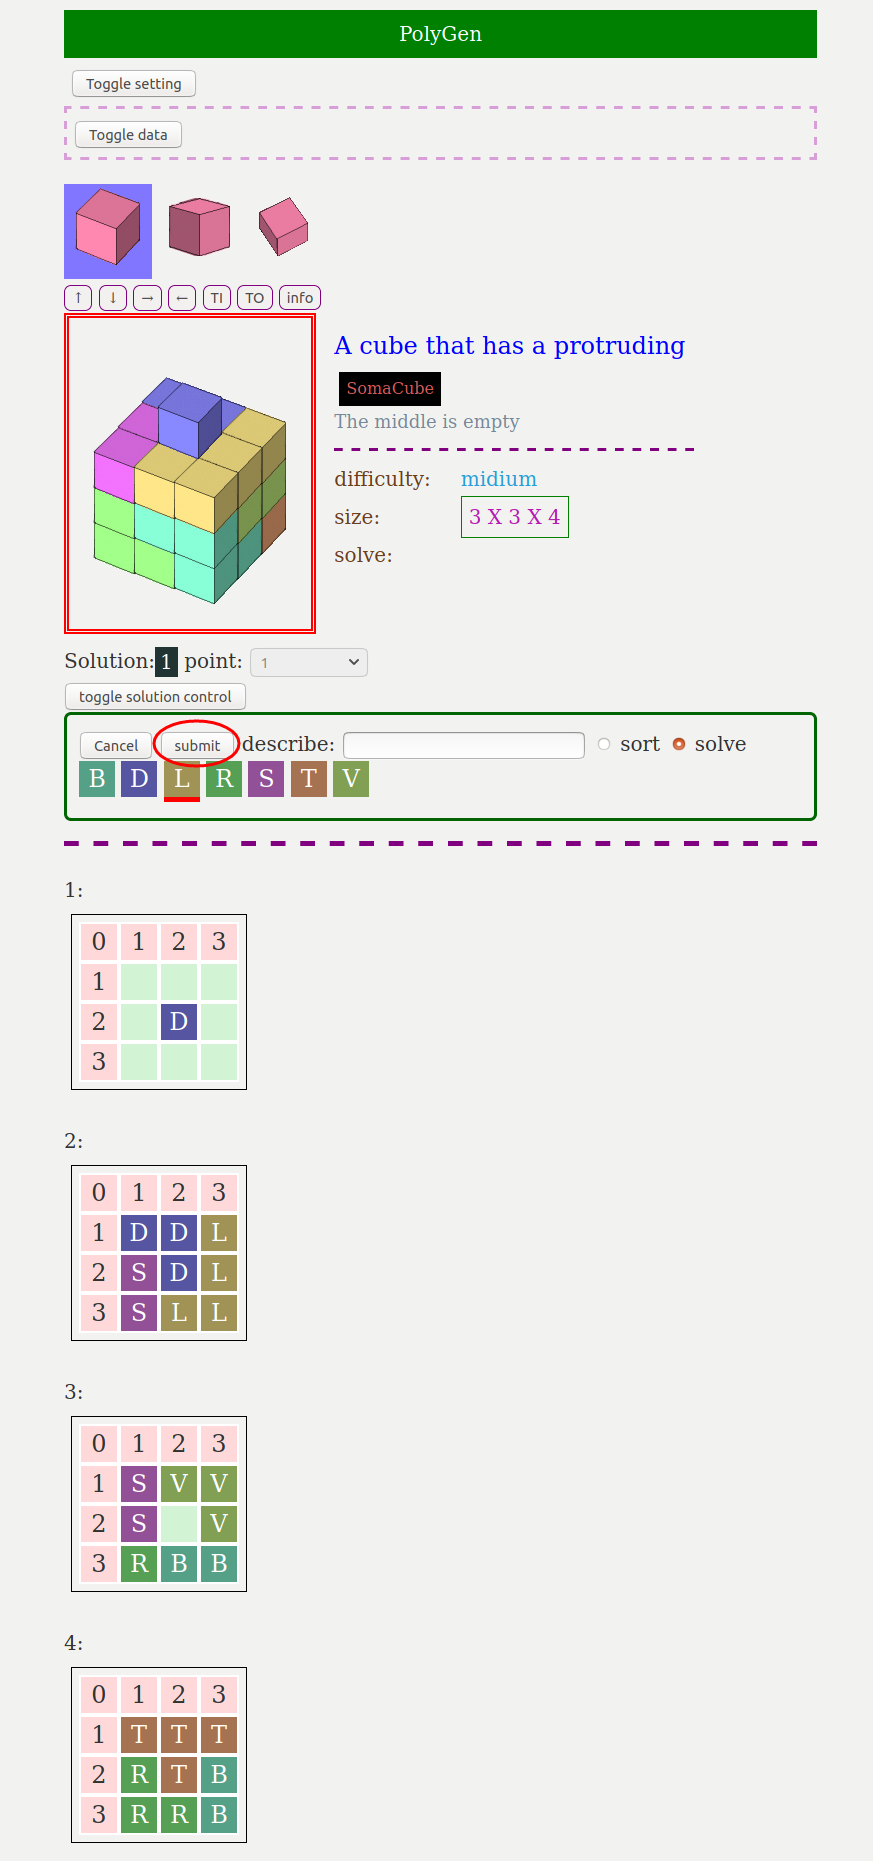 PolyGen
Toggle setting
Toggle data
↑ ↓ → ← TI TO info
A cube that has a protruding
SomaCube
The middle is empty
difficulty: midium
size: 3 X 3 X 4
solve:
Solution: 1 point: 1
toggle solution control
Cancel submit describe: sort solve
B D L R S T V
1:
0 1 2 3
1
2 D
3
2:
0 1 2 3
1 D D L
2 S D L
3 S L L
3:
0 1 2 3
1 S V V
2 S V
3 R B B
4:
0 1 2 3
1 T T T
2 R T B
3 R R B